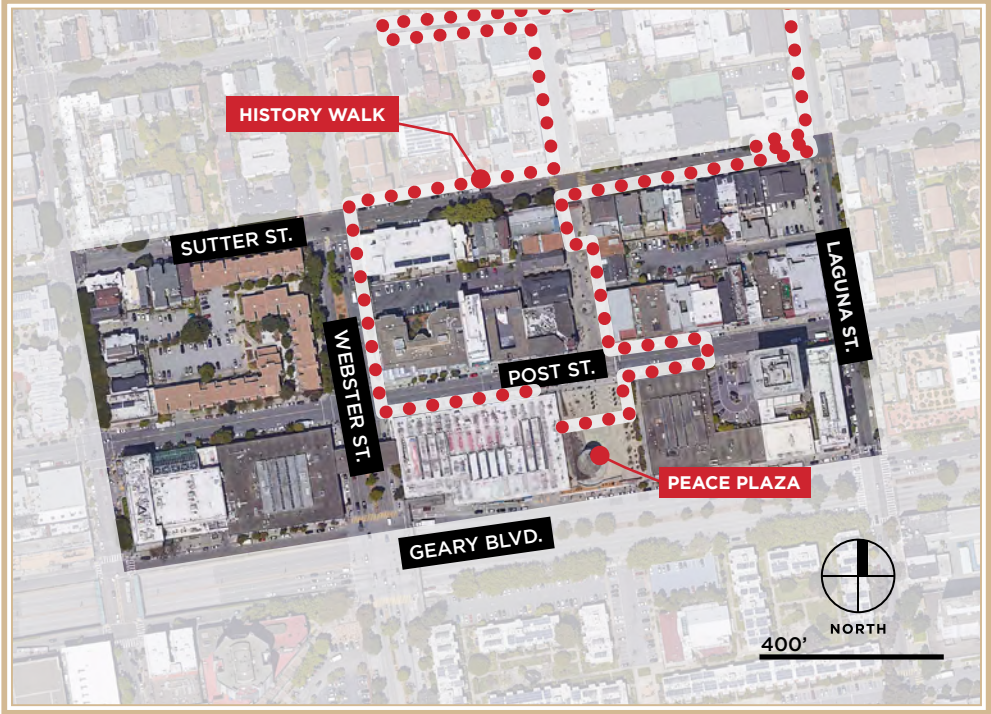 HISTORY WALK
SUTTER ST.
LAGUNA ST.
WEBSTER ST.
POST ST.
PEACE PLAZA
GEARY BLVD.
NORTH
400’